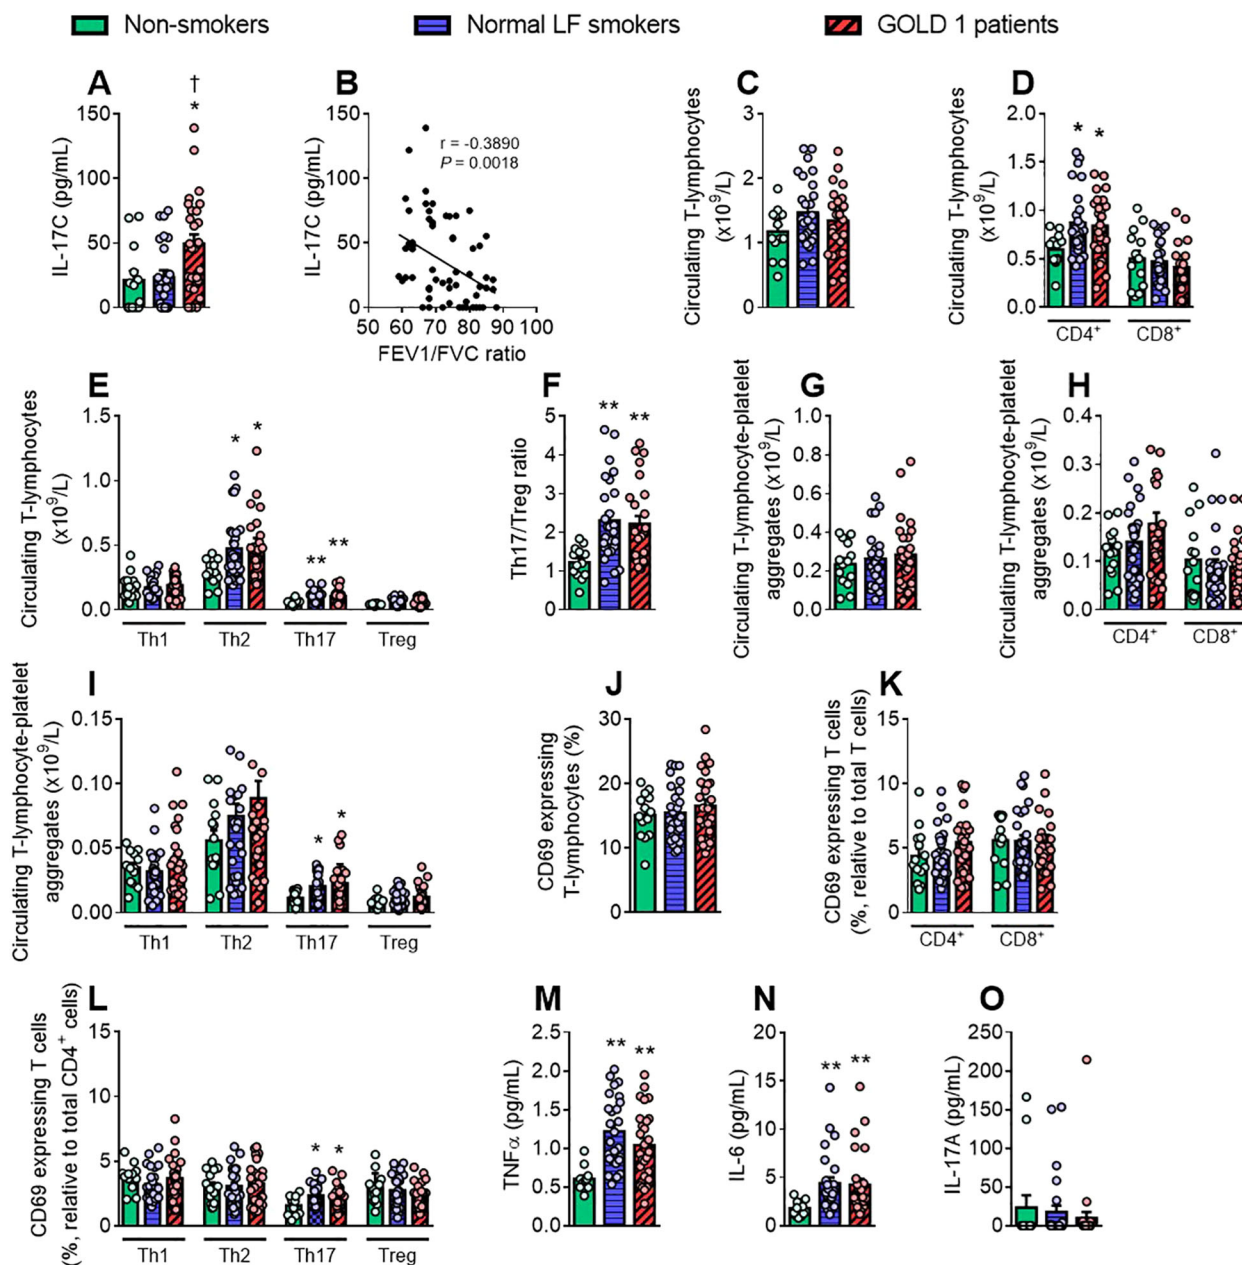 Non-smokers
Normal LF smokers
GOLD 1 patients
A
IL-17C (pg/mL)
150
100
50
0
†
*
B
IL-17C (pg/mL)
150
100
50
0
r = -0.3890
P = 0.0018
50 60 70 80 90 100
FEV1/FVC ratio
C
Circulating T-lymphocytes
(x10⁹/L)
3
2
1
0
D
Circulating T-lymphocytes
(x10⁹/L)
2.0
1.5
1.0
0.5
0.0
* *
CD4⁺ CD8⁺
E
Circulating T-lymphocytes
(x10⁹/L)
1.5
1.0
0.5
0.0
* *
** **
Th1 Th2 Th17 Treg
F
Th17/Treg ratio
5
4
3
2
1
0
** **
G
Circulating T-lymphocyte-platelet
aggregates (x10⁹/L)
1.0
0.8
0.6
0.4
0.2
0.0
H
Circulating T-lymphocyte-platelet
aggregates (x10⁹/L)
0.4
0.3
0.2
0.1
0.0
CD4⁺ CD8⁺
I
Circulating T-lymphocyte-platelet
aggregates (x10⁹/L)
0.15
0.10
0.05
0.00
* *
Th1 Th2 Th17 Treg
J
CD69 expressing
T-lymphocytes (%)
30
20
10
0
K
CD69 expressing T cells
(%, relative to total T cells)
15
10
5
0
CD4⁺ CD8⁺
L
CD69 expressing T cells
(%, relative to total CD4⁺ cells)
15
10
5
0
* *
Th1 Th2 Th17 Treg
M
TNFα (pg/mL)
2.5
2.0
1.5
1.0
0.5
0.0
** **
N
IL-6 (pg/mL)
20
15
10
5
0
** **
O
IL-17A (pg/mL)
250
200
150
100
50
0